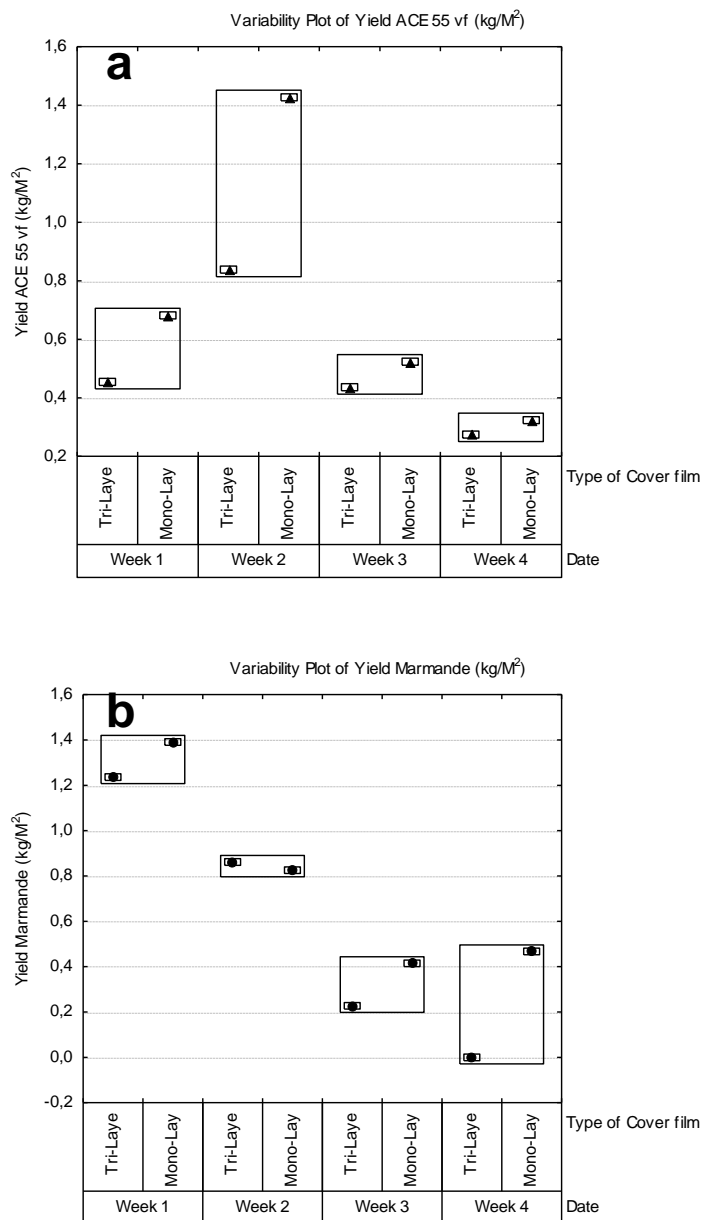 Variability Plot of Yield ACE 55 vf (kg/M²)
a
1,6
1,4
1,2
1,0
0,8
0,6
0,4
0,2
Yield ACE 55 vf (kg/M²)
Tri-Laye Mono-Lay Tri-Laye Mono-Lay Tri-Laye Mono-Lay Tri-Laye Mono-Lay Type of Cover film
Week 1 Week 2 Week 3 Week 4 Date
Variability Plot of Yield Marmande (kg/M²)
b
1,6
1,4
1,2
1,0
0,8
0,6
0,4
0,2
0,0
-0,2
Yield Marmande (kg/M²)
Tri-Laye Mono-Lay Tri-Laye Mono-Lay Tri-Laye Mono-Lay Tri-Laye Mono-Lay Type of Cover film
Week 1 Week 2 Week 3 Week 4 Date